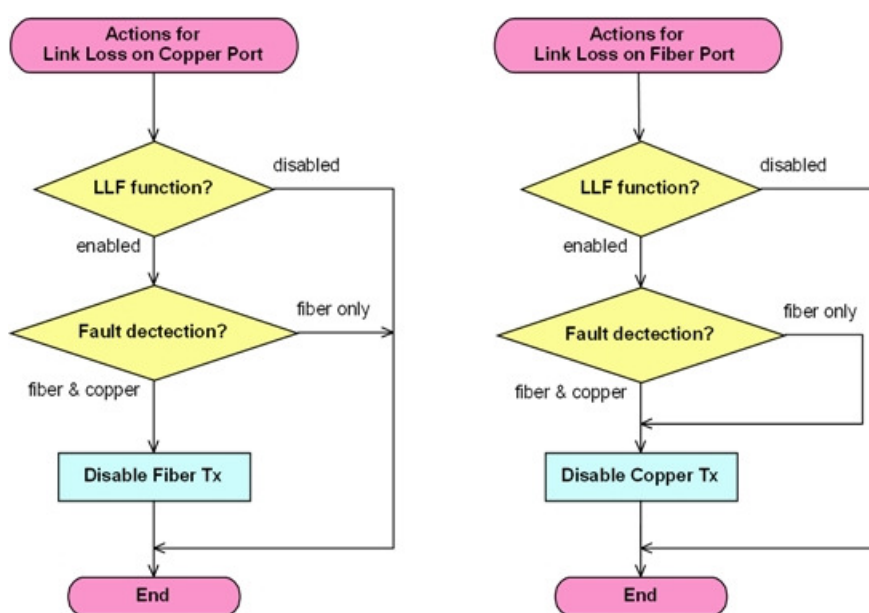 Actions for
Link Loss on Copper Port
LLF function?
disabled
enabled
Fault dectection?
fiber only
fiber & copper
Disable Fiber Tx
End
Actions for
Link Loss on Fiber Port
LLF function?
disabled
enabled
Fault dectection?
fiber only
fiber & copper
Disable Copper Tx
End